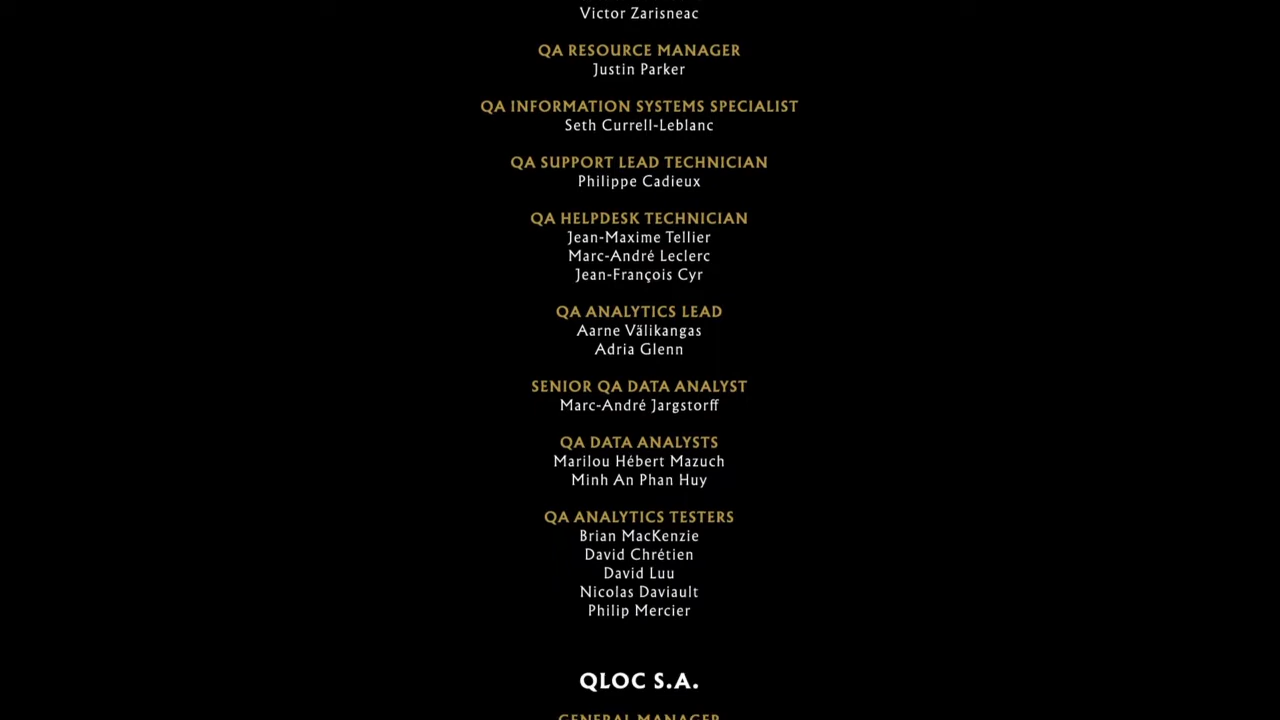 Victor Zarisneac
QA RESOURCE MANAGER
Justin Parker
QA INFORMATION SYSTEMS SPECIALIST
Seth Currell-Leblanc
QA SUPPORT LEAD TECHNICIAN
Philippe Cadieux
QA HELPDESK TECHNICIAN
Jean-Maxime Tellier
Marc-André Leclerc
Jean-François Cyr
QA ANALYTICS LEAD
Aarne Välikangas
Adria Glenn
SENIOR QA DATA ANALYST
Marc-André Jargstorff
QA DATA ANALYSTS
Marilou Hébert Mazuch
Minh An Phan Huy
QA ANALYTICS TESTERS
Brian MacKenzie
David Chrétien
David Luu
Nicolas Daviault
Philip Mercier
QLOC S.A.
GENERAL MANAGER